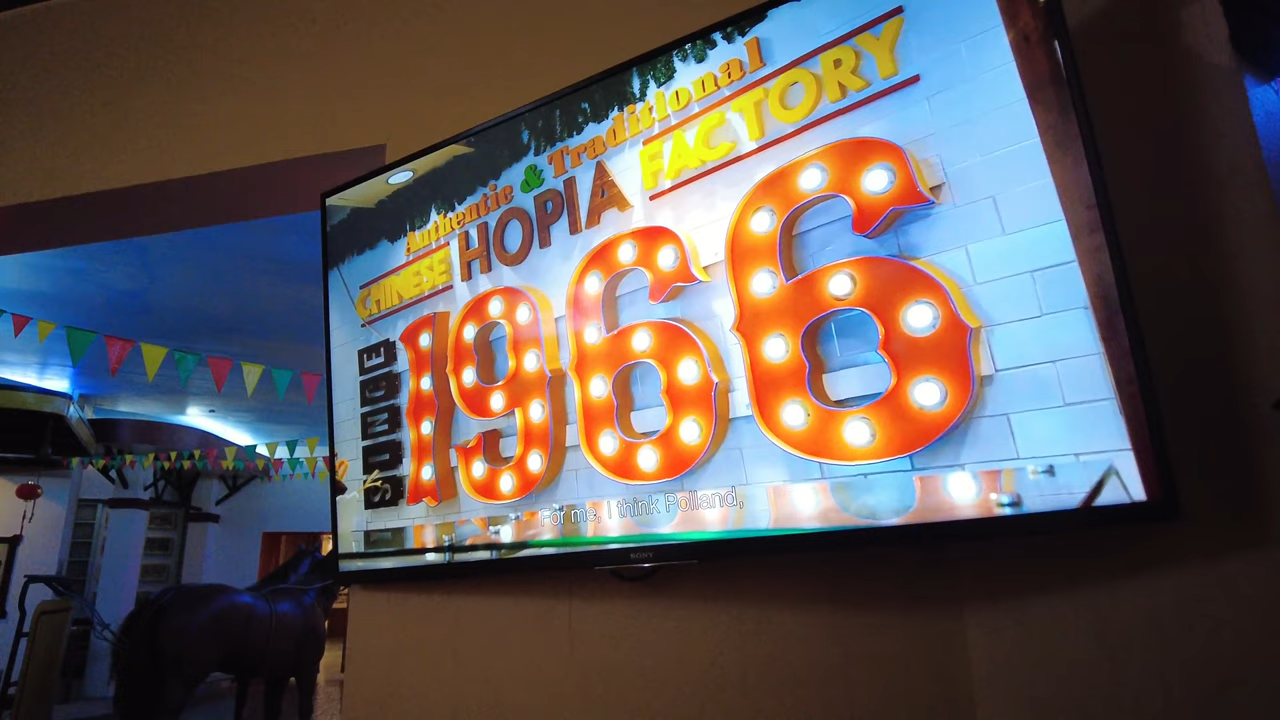 Authentic & Traditional
CHINESE HOPIA FACTORY
SINCE
1966
For me, I think Polland,
SONY